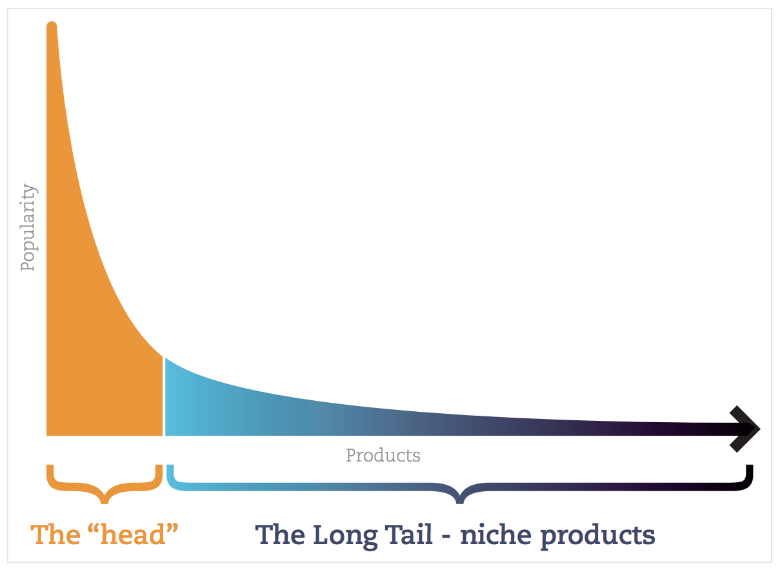 Popularity
Products
The “head”
The Long Tail - niche products